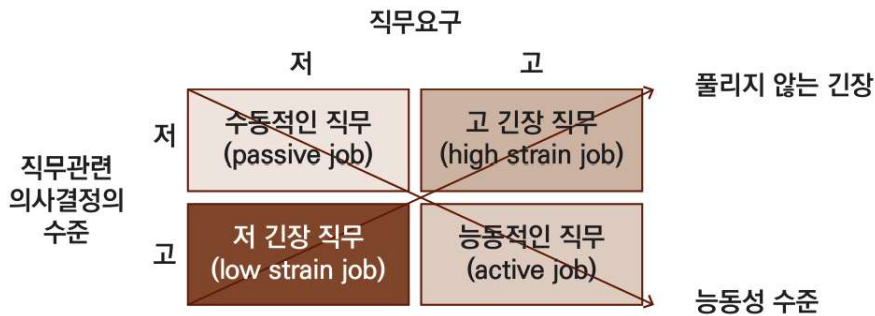 직무요구
저 고
풀리지 않는 긴장
저
수동적인 직무
(passive job)
고 긴장 직무
(high strain job)
직무관련
의사결정의
수준
고
저 긴장 직무
(low strain job)
능동적인 직무
(active job)
능동성 수준